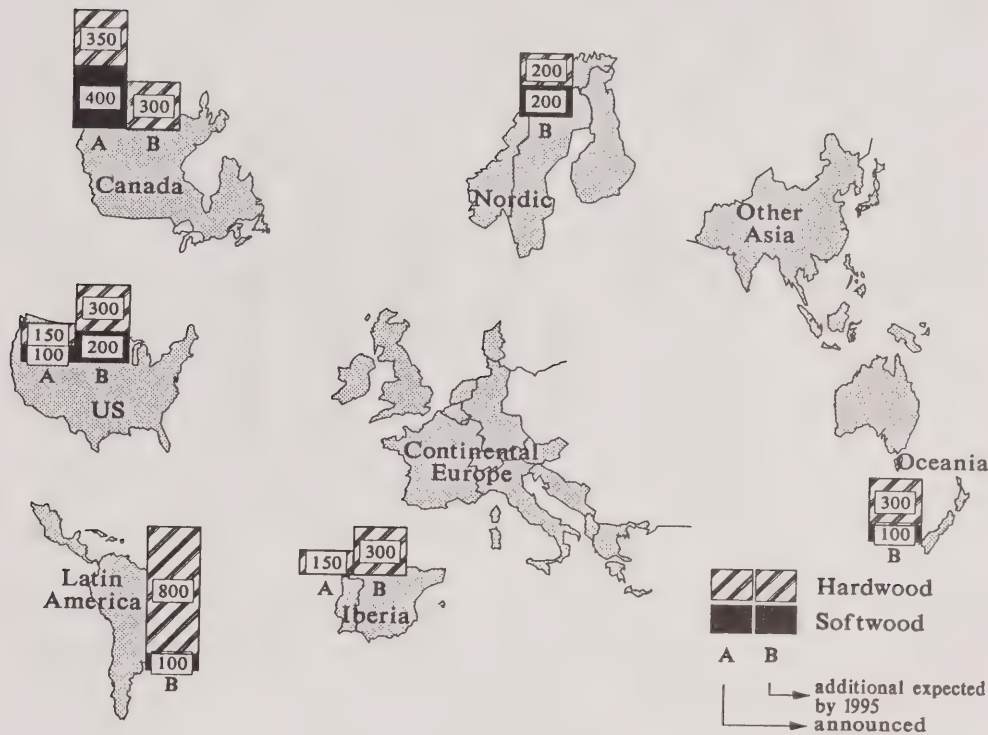 350
400
300
A B
Canada
200
200
B
Nordic
Other
Asia
300
150
200
100
A B
US
Continental
Europe
Oceania
300
100
B
Latin
America
800
100
B
150
300
A B
Iberia
Hardwood
Softwood
A B
additional expected
by 1995
announced